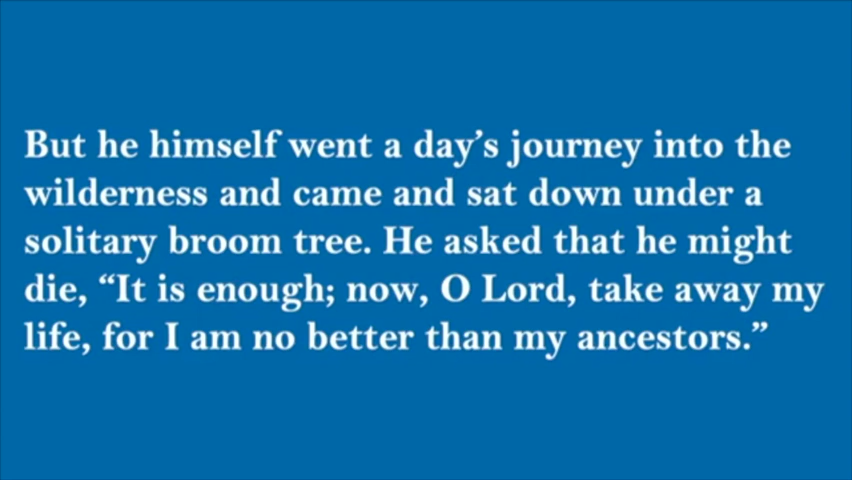 But he himself went a day’s journey into the
wilderness and came and sat down under a
solitary broom tree. He asked that he might
die, “It is enough; now, O Lord, take away my
life, for I am no better than my ancestors.”